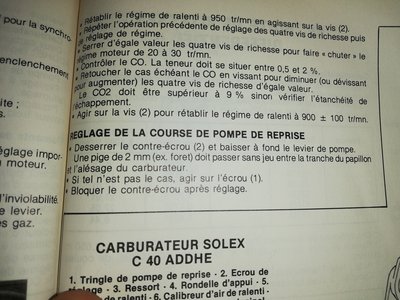 pour la synchro-
enclenchement
ite ;
églage impor-
moteur.
l'inviolabilité.
e levier.
s gaz.
• Rétablir le régime de ralenti à 950 tr/mn en agissant sur la vis (2).
• Répéter l'opération précédente de réglage des quatre vis de richesse puis
réglage de régime.
• Serrer d'égale valeur les quatre vis de richesse pour faire « chuter » le
régime moteur de 20 à 30 tr/mn.
• Contrôler le CO. La teneur doit se situer entre 0,5 et 2 %.
• Retoucher le cas échéant le CO en vissant pour diminuer (ou dévissant
pour augmenter) les quatre vis de richesse d'égale valeur.
• Le CO2 doit être supérieur à 9 % sinon vérifier l'étanchéité de
l'échappement.
• Agir sur la vis (2) pour rétablir le régime de ralenti à 900 ± 100 tr/mn.
RÉGLAGE DE LA COURSE DE POMPE DE REPRISE
• Desserrer le contre-écrou (2) et baisser à fond le levier de pompe.
Une pige de 2 mm (ex. foret) doit passer sans jeu entre la tranche du papillon
et l'alésage du carburateur.
• Si tel n'est pas le cas, agir sur l'écrou (1).
• Bloquer le contre-écrou après réglage.
CARBURATEUR SOLEX
C 40 ADDHE
1. Tringle de pompe de reprise - 2. Ecrou de
réglage - 3. Ressort - 4. Rondelle d'appui - 5.
de ralenti - 6. Calibreur d'air de ralenti -